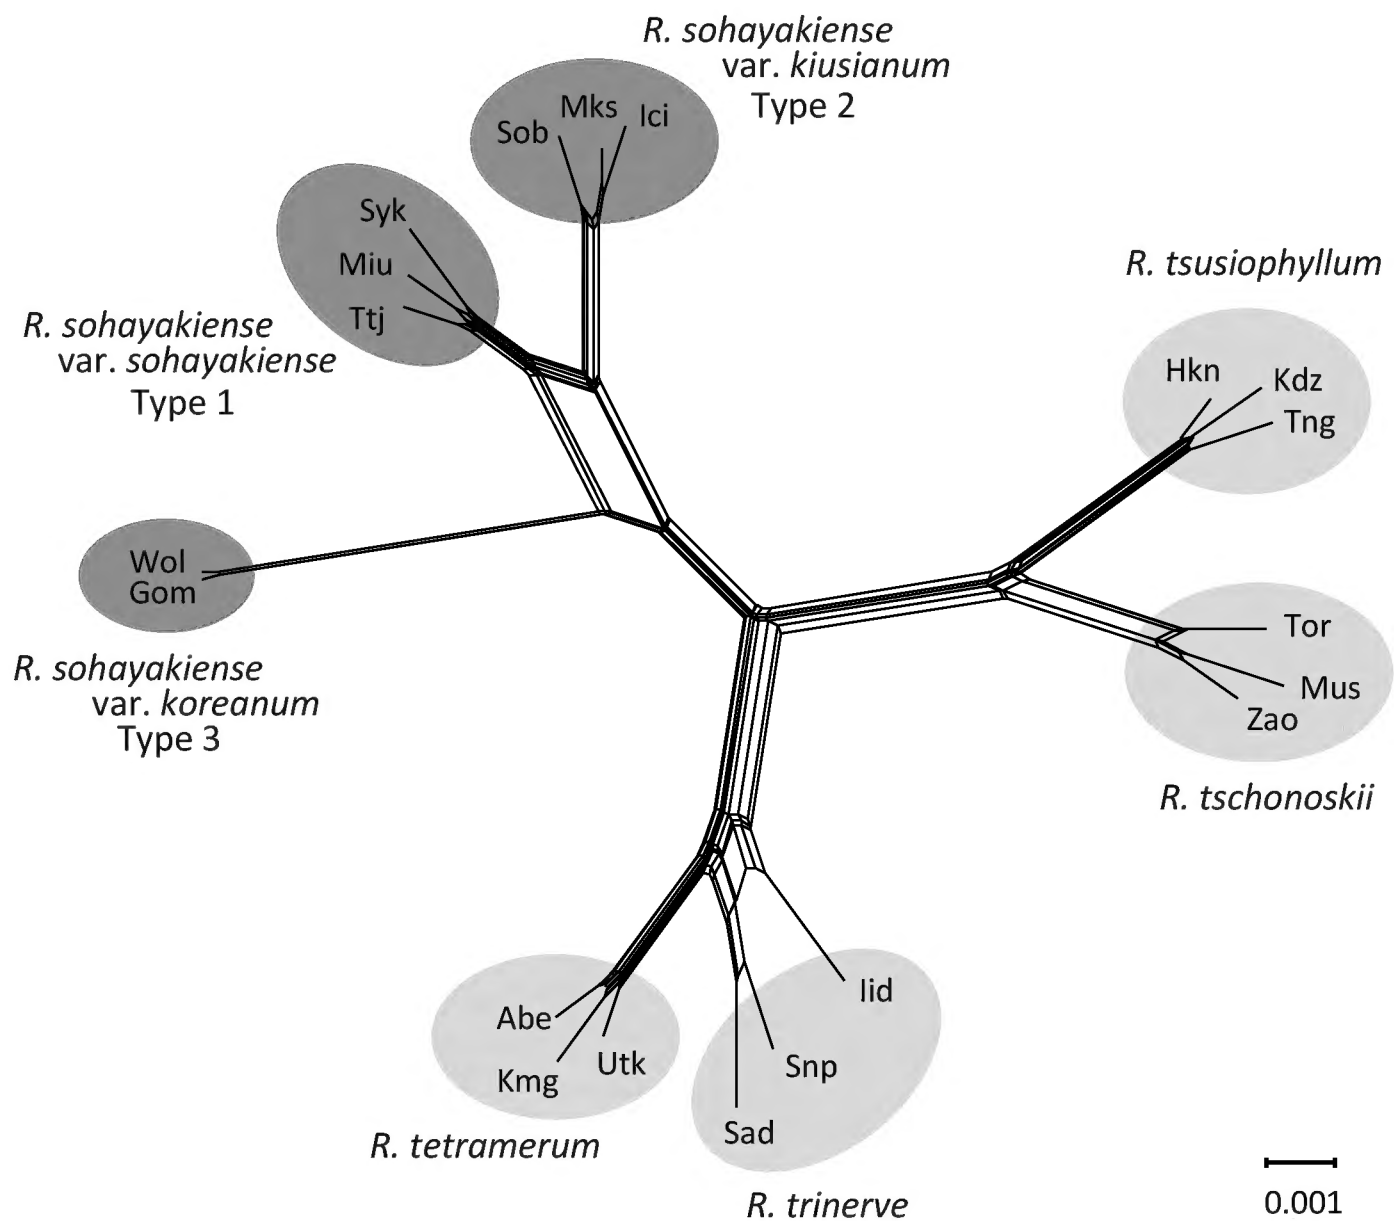 R. sohayakiense
var. kiusianum
Type 2
Mks
Ici
Sob
Syk
Miu
Ttj
R. sohayakiense
var. sohayakiense
Type 1
R. tsusiophyllum
Hkn
Kdz
Tng
Wol
Gom
R. sohayakiense
var. koreanum
Type 3
Tor
Mus
Zao
R. tschonoskii
Abe
Kmg
Utk
R. tetramerum
Iid
Snp
Sad
R. trinerve
0.001